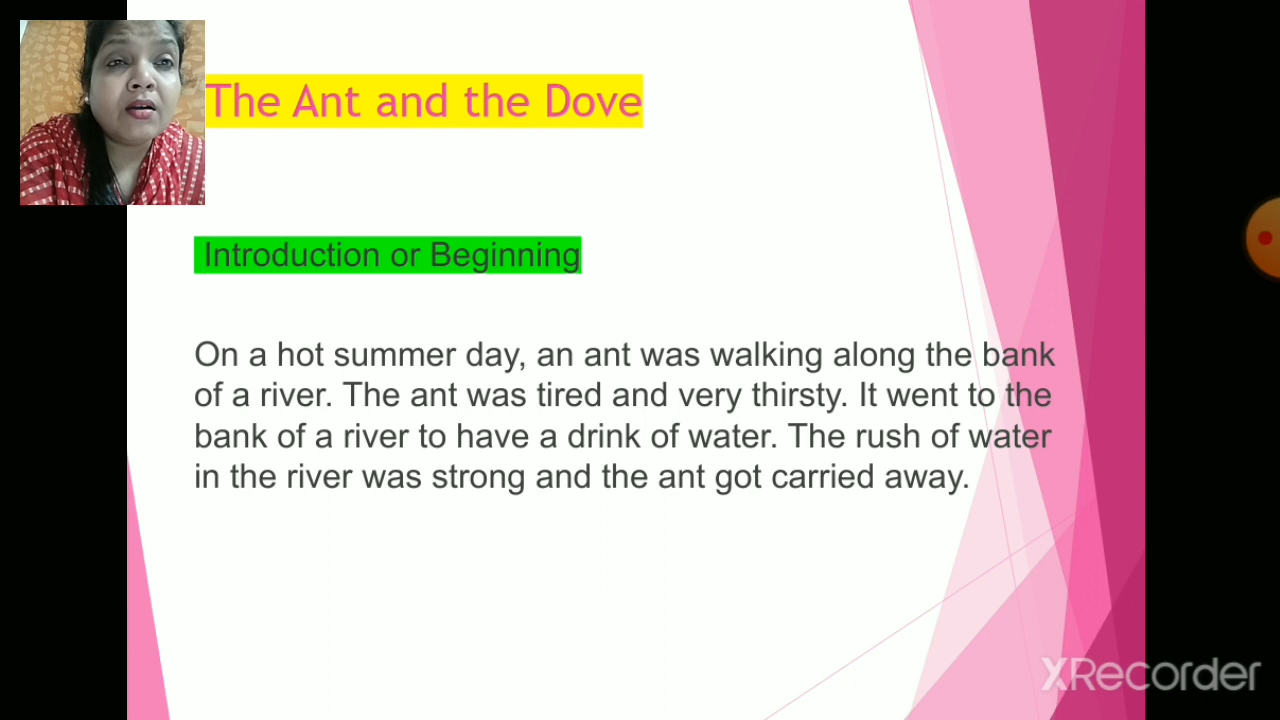 The Ant and the Dove
Introduction or Beginning
On a hot summer day, an ant was walking along the bank
of a river. The ant was tired and very thirsty. It went to the
bank of a river to have a drink of water. The rush of water
in the river was strong and the ant got carried away.
XRecorder